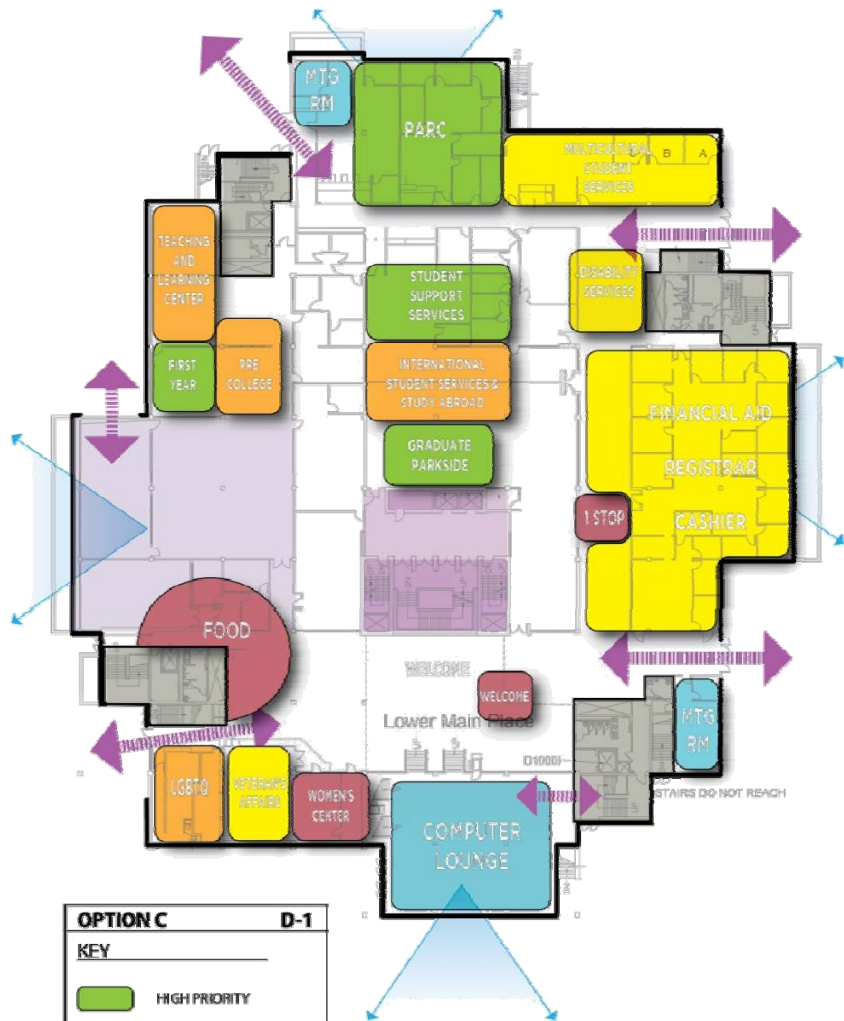 MTG
RM
PARC
MULTICULTURAL
STUDENT
SERVICES
B
A
TEACHING
AND
LEARNING
CENTER
STUDENT
SUPPORT
SERVICES
DISABILITY
SERVICES
FIRST
YEAR
PRE
COLLEGE
INTERNATIONAL
STUDENT SERVICES &
STUDY ABROAD
FINANCIAL AID
REGISTRAR
CASHIER
GRADUATE
PARKSIDE
1 STOP
FOOD
WELCOME
WELCOME
Lower Main Place
D1000
MTG
RM
STAIRS DO NOT REACH
LGBTQ
VETERAN'S
AFFAIRS
WOMEN'S
CENTER
COMPUTER
LOUNGE
OPTION C D-1
KEY
HIGH PRIORITY